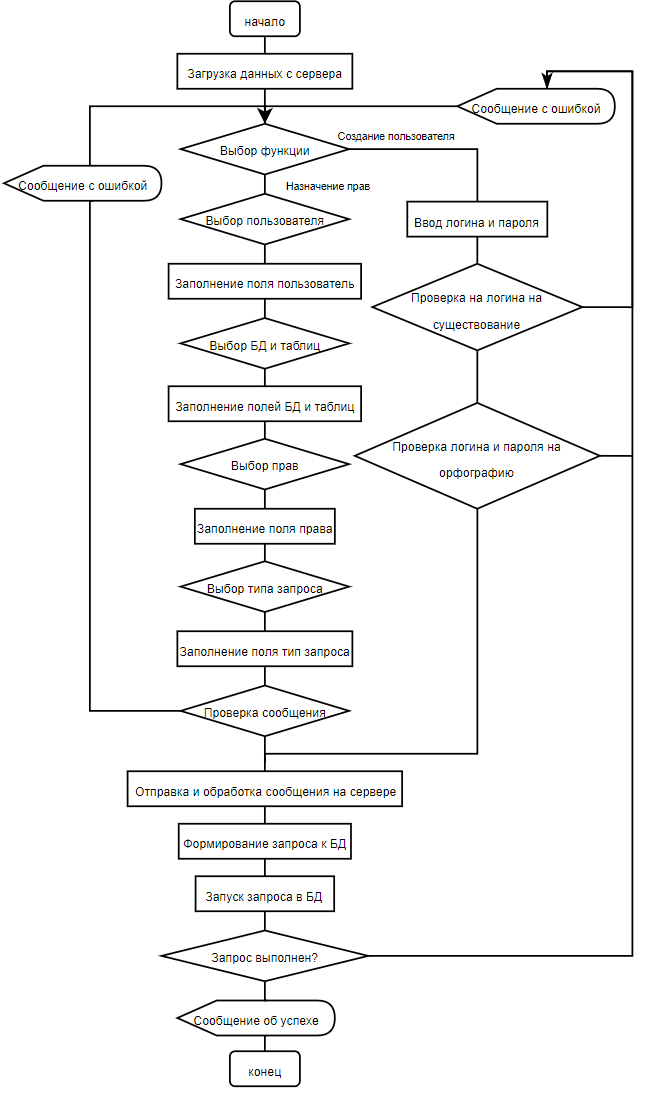 начало
Загрузка данных с сервера
Сообщение с ошибкой
Создание пользователя
Выбор функции
Сообщение с ошибкой
Назначение прав
Выбор пользователя
Ввод логина и пароля
Заполнение поля пользователь
Проверка на логина на
существование
Выбор БД и таблиц
Заполнение полей БД и таблиц
Проверка логина и пароля на
орфографию
Выбор прав
Заполнение поля права
Выбор типа запроса
Заполнение поля тип запроса
Проверка сообщения
Отправка и обработка сообщения на сервере
Формирование запроса к БД
Запуск запроса в БД
Запрос выполнен?
Сообщение об успехе
конец